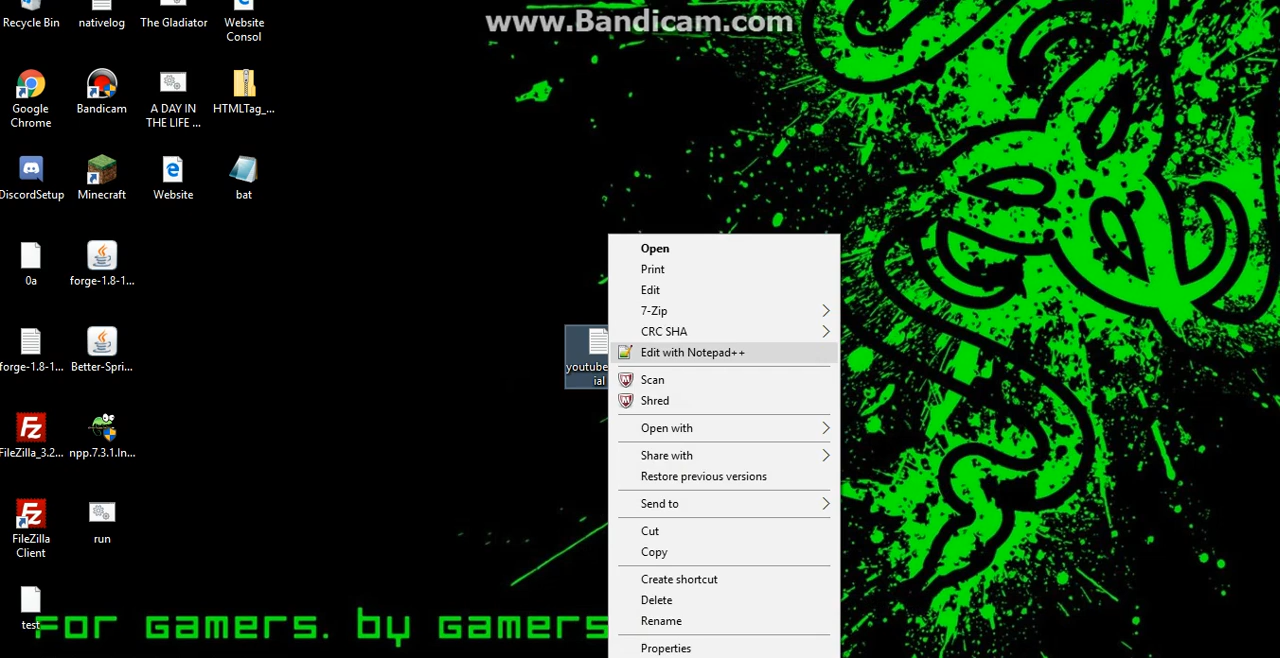 www.Bandicam.com
Recycle Bin
nativelog
The Gladiator
Website
Consol
Google
Chrome
Bandicam
A DAY IN
THE LIFE ...
HTMLTag_...
DiscordSetup
Minecraft
Website
bat
0a
forge-1.8-1...
forge-1.8-1...
Better-Spri...
FileZilla_3.2...
npp.7.3.1.In...
FileZilla
Client
run
test
youtube
ial
Open
Print
Edit
7-Zip
CRC SHA
Edit with Notepad++
Scan
Shred
Open with
Share with
Restore previous versions
Send to
Cut
Copy
Create shortcut
Delete
Rename
Properties
For Gamers. by Gamers